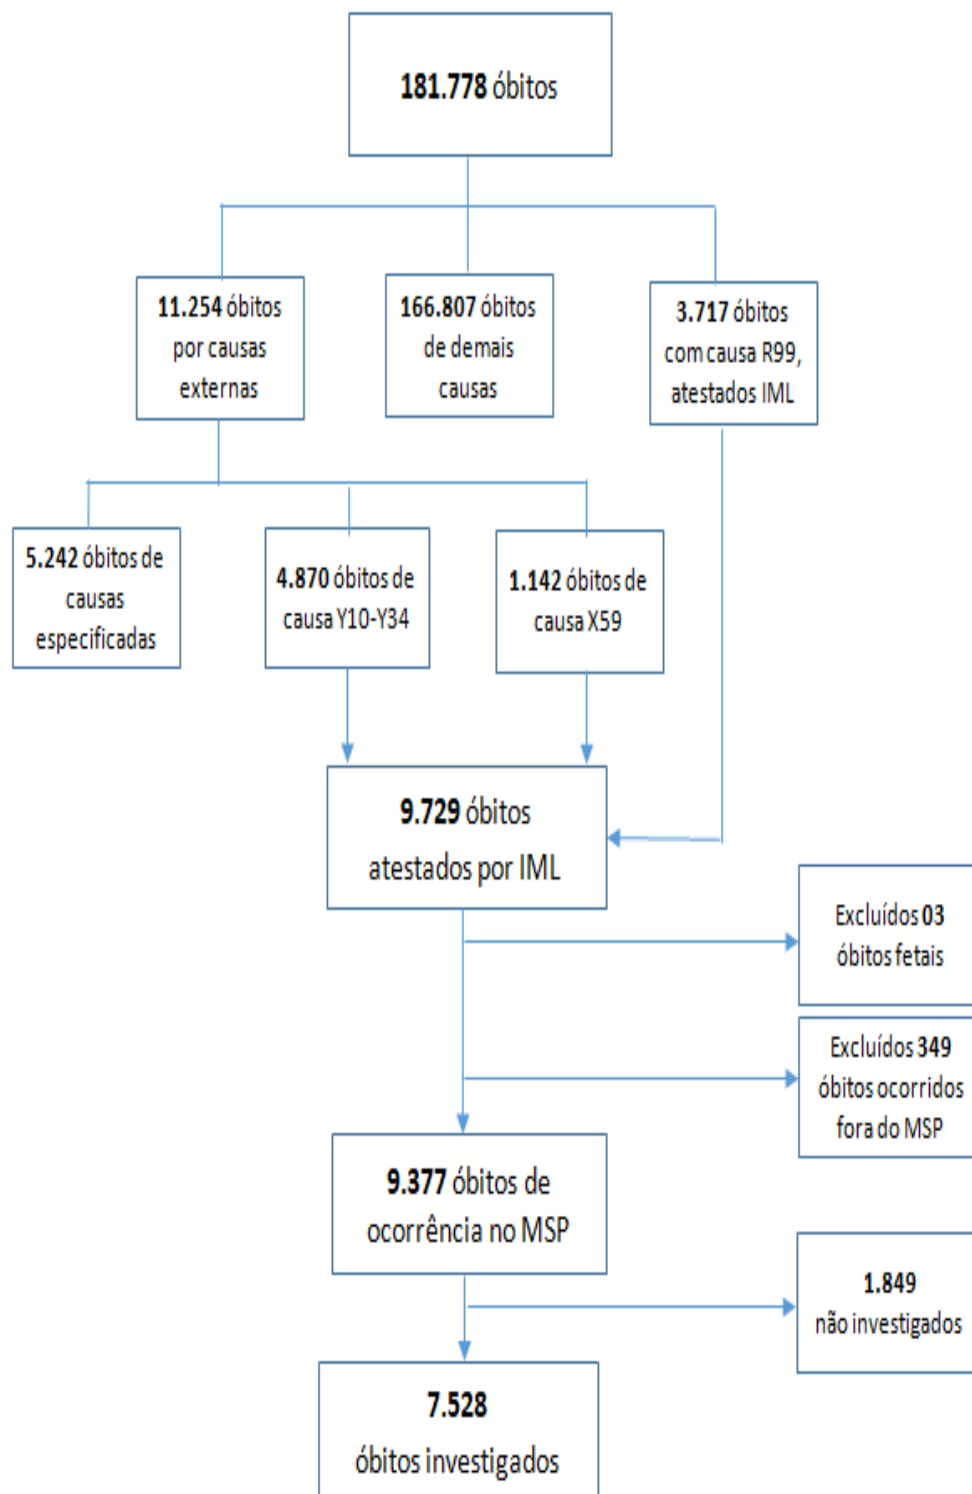 181.778 óbitos
11.254 óbitos
por causas
externas
166.807 óbitos
de demais
causas
3.717 óbitos
com causa R99,
atestados IML
5.242 óbitos de
causas
especificadas
4.870 óbitos de
causa Y10-Y34
1.142 óbitos de
causa X59
9.729 óbitos
atestados por IML
Excluídos 03
óbitos fetais
Excluídos 349
óbitos ocorridos
fora do MSP
9.377 óbitos de
ocorrência no MSP
1.849
não investigados
7.528
óbitos investigados